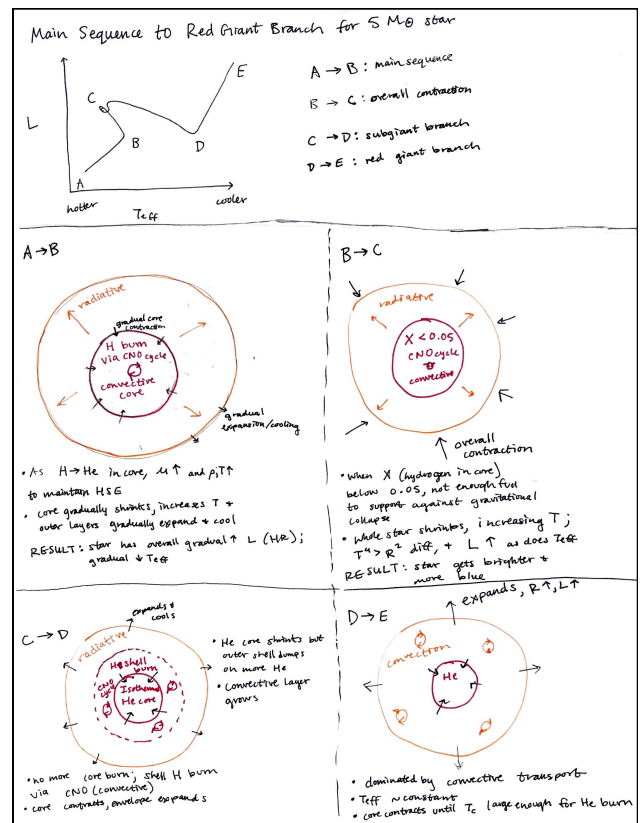 Main Sequence to Red Giant Branch for 5 M⊙ star
L
A
B
C
D
E
hotter
Teff
cooler
A → B : main sequence
B → C : overall contraction
C → D : subgiant branch
D → E : red giant branch
A → B
radiative
gradual core
contraction
H burn
via CNO cycle
convective
core
gradual
expansion/cooling
• As H→He in core, μ↑ and ρ,T↑
to maintain HSE
• core gradually shrinks, increases T +
outer layers gradually expand + cool
RESULT: star has overall gradual ↑ L (HR);
gradual ↓ Teff
B → C
radiative
X < 0.05
CNO cycle
convective
overall
contraction
• When X (hydrogen in core)
below 0.05, not enough fuel
to support against gravitational
collapse
• Whole star shrinks, increasing T;
T⁴ > R² diff, + L ↑ as does Teff
RESULT: star gets brighter +
more blue
C → D
expands +
cools
radiative
H shell
burn
CNO
cycle
Isothermal
He core
• He core shrinks but
outer shell dumps
on more He
• Convective layer
grows
• no more core burn; shell H burn
via CNO (convective)
• core contracts, envelope expands
D → E
expands, R↑, L↑
convection
He
• dominated by convective transport
• Teff ~ constant
• core contracts until Tc large enough for He burn